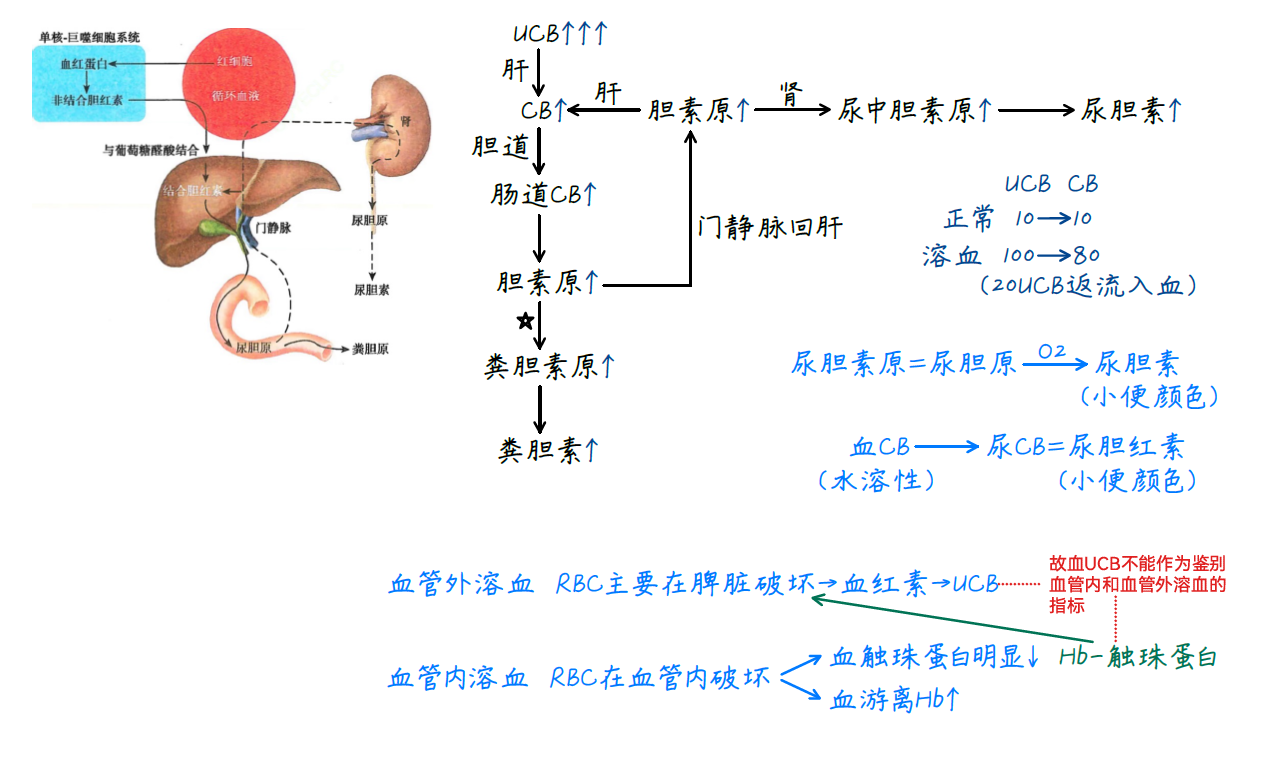 单核-巨噬细胞系统
血红蛋白
红细胞
非结合胆红素
循环血液
肾
与葡萄糖醛酸结合
结合胆红素
门静脉
尿胆原
尿胆素
尿胆原
粪胆原
UCB↑↑↑
肝
CB↑ 肝 胆素原↑ 肾 尿中胆素原↑ 尿胆素↑
胆道
肠道CB↑
门静脉回肝
胆素原↑
☆
粪胆素原↑
粪胆素↑
UCB CB
正常 10→10
溶血 100→80
(20UCB返流入血)
尿胆素原=尿胆原 O2→ 尿胆素
(小便颜色)
血CB→尿CB=尿胆红素
(水溶性) (小便颜色)
血管外溶血 RBC主要在脾脏破坏→血红素→UCB
故血UCB不能作为鉴别
血管内和血管外溶血的
指标
血管内溶血 RBC在血管内破坏
血触珠蛋白明显↓ Hb-触珠蛋白
血游离Hb↑